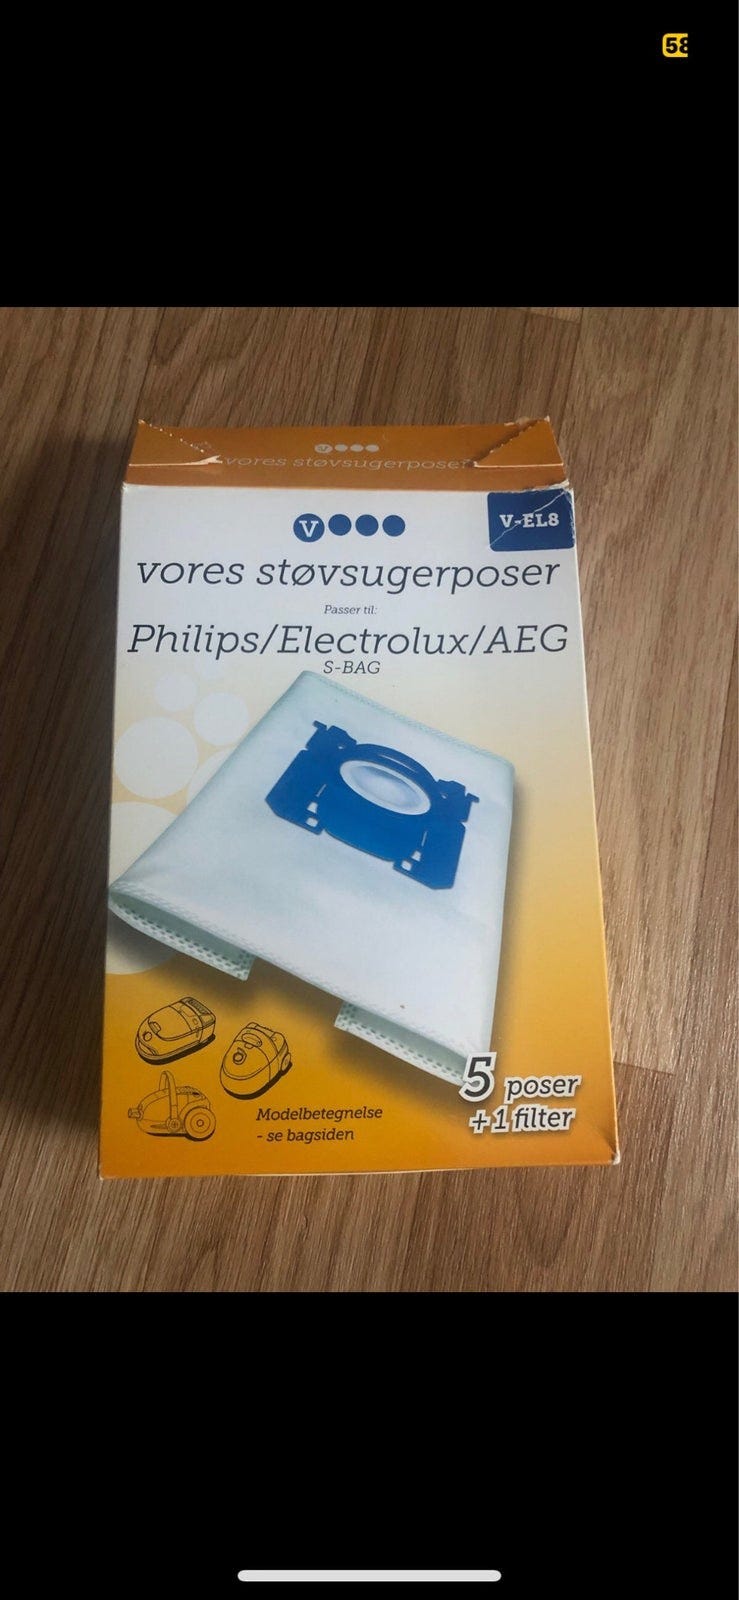 58
vores støvsugerposer
V
V-EL8
vores støvsugerposer
Passer til:
Philips/Electrolux/AEG
S-BAG
5 poser
+1 filter
Modelbetegnelse
- se bagsiden